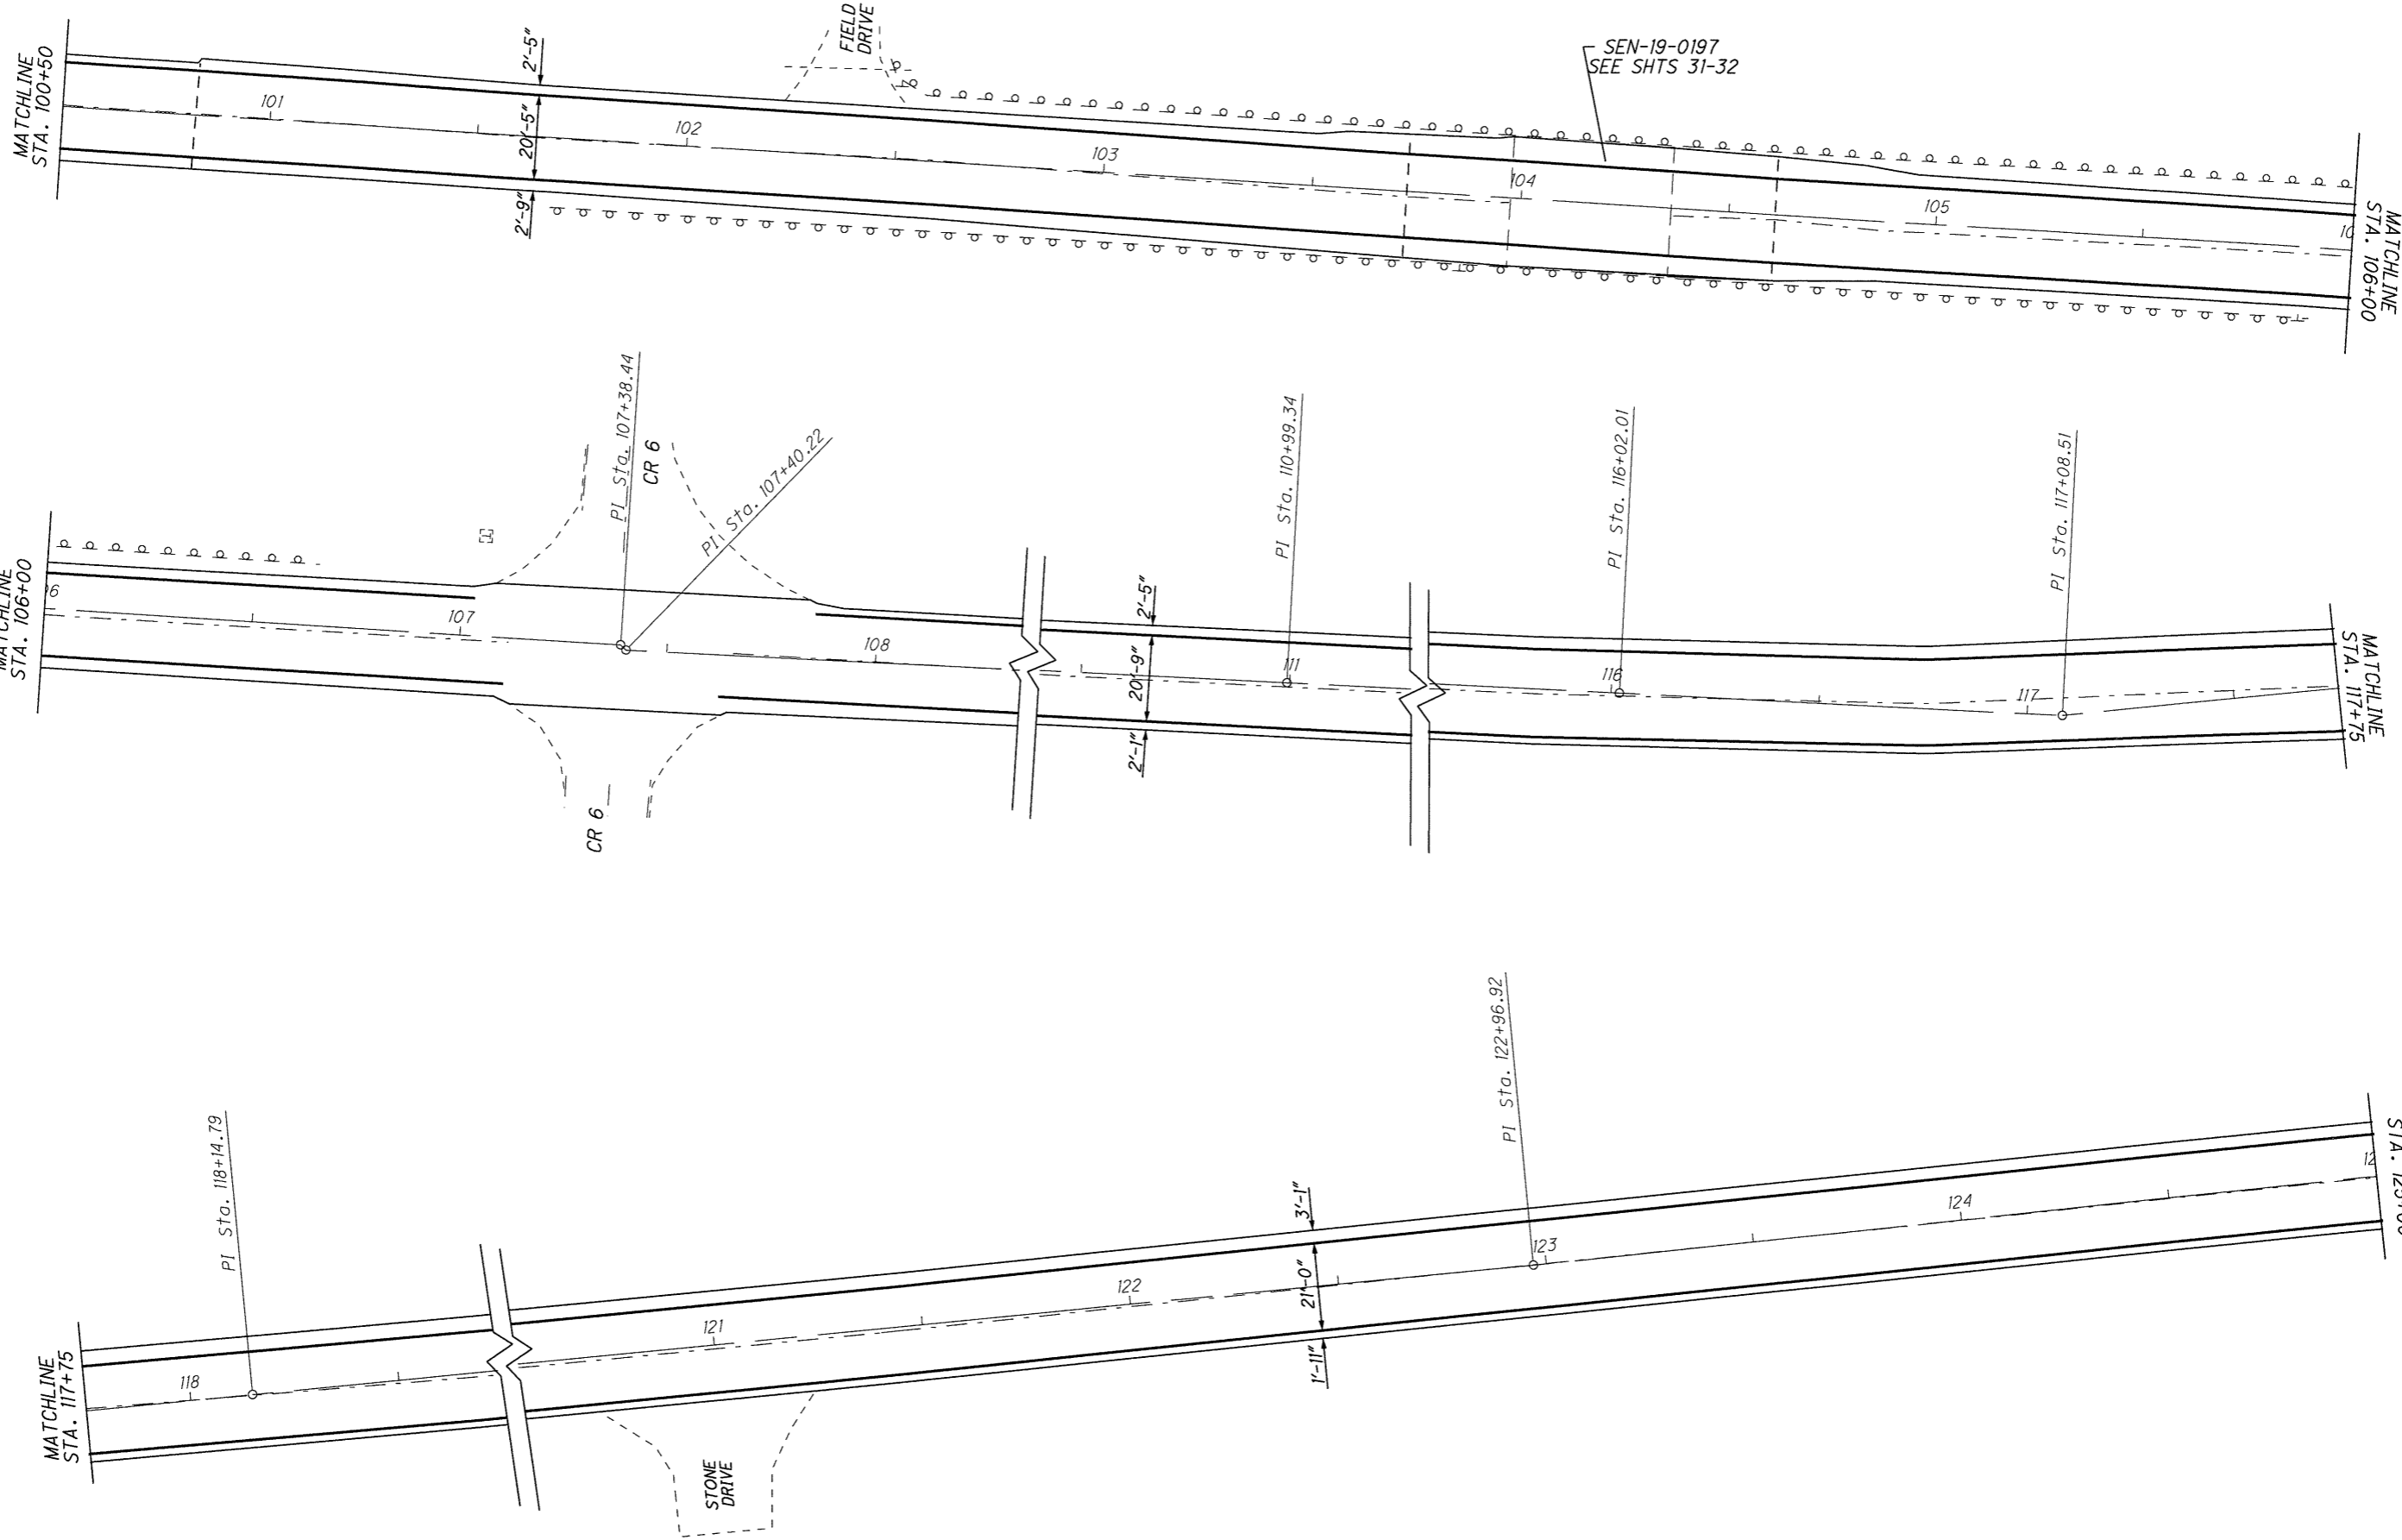 MATCHLINE
STA. 100+50
101
2'-5"
20'-5"
2'-9"
102
FIELD
DRIVE
103
SEN-19-0197
SEE SHTS 31-32
104
105
10
MATCHLINE
STA. 106+00
MATCHLINE
STA. 106+00
06
107
PI Sta. 107+38.44
CR 6
PI Sta. 107+40.22
CR 6
108
2'-5"
20'-9"
2'-1"
PI Sta. 110+99.34
111
PI Sta. 116+02.01
116
PI Sta. 117+08.51
117
MATCHLINE
STA. 117+75
MATCHLINE
STA. 117+75
118
PI Sta. 118+14.79
121
STONE
DRIVE
122
3'-1"
21'-0"
1'-11"
PI Sta. 122+96.92
123
124
12